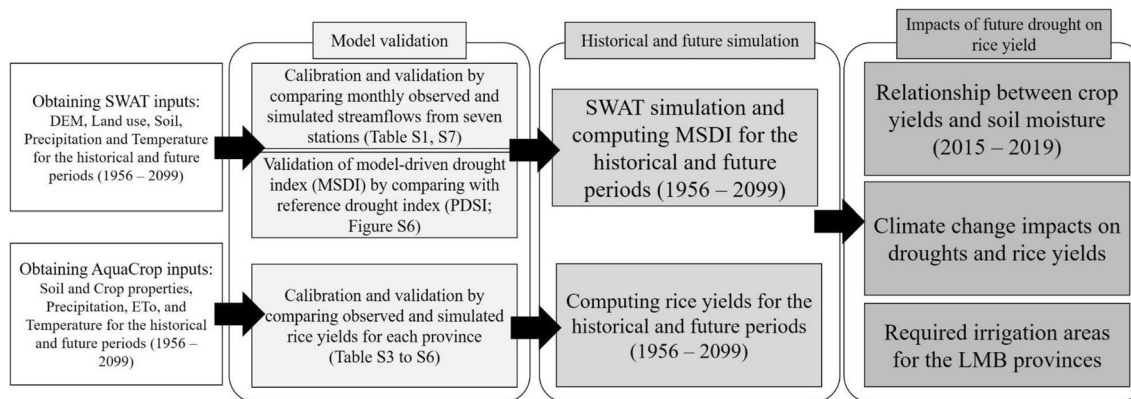 Obtaining SWAT inputs:
DEM, Land use, Soil,
Precipitation and Temperature
for the historical and future
periods (1956 – 2099)
Obtaining AquaCrop inputs:
Soil and Crop properties,
Precipitation, ETo, and
Temperature for the historical
and future periods (1956 –
2099)
Model validation
Calibration and validation by
comparing monthly observed and
simulated streamflows from seven
stations (Table S1, S7)
Validation of model-driven drought
index (MSDI) by comparing with
reference drought index (PDSI;
Figure S6)
Calibration and validation by
comparing observed and simulated
rice yields for each province
(Table S3 to S6)
Historical and future simulation
SWAT simulation and
computing MSDI for the
historical and future
periods (1956 – 2099)
Computing rice yields for the
historical and future periods
(1956 – 2099)
Impacts of future drought on
rice yield
Relationship between crop
yields and soil moisture
(2015 – 2019)
Climate change impacts on
droughts and rice yields
Required irrigation areas
for the LMB provinces